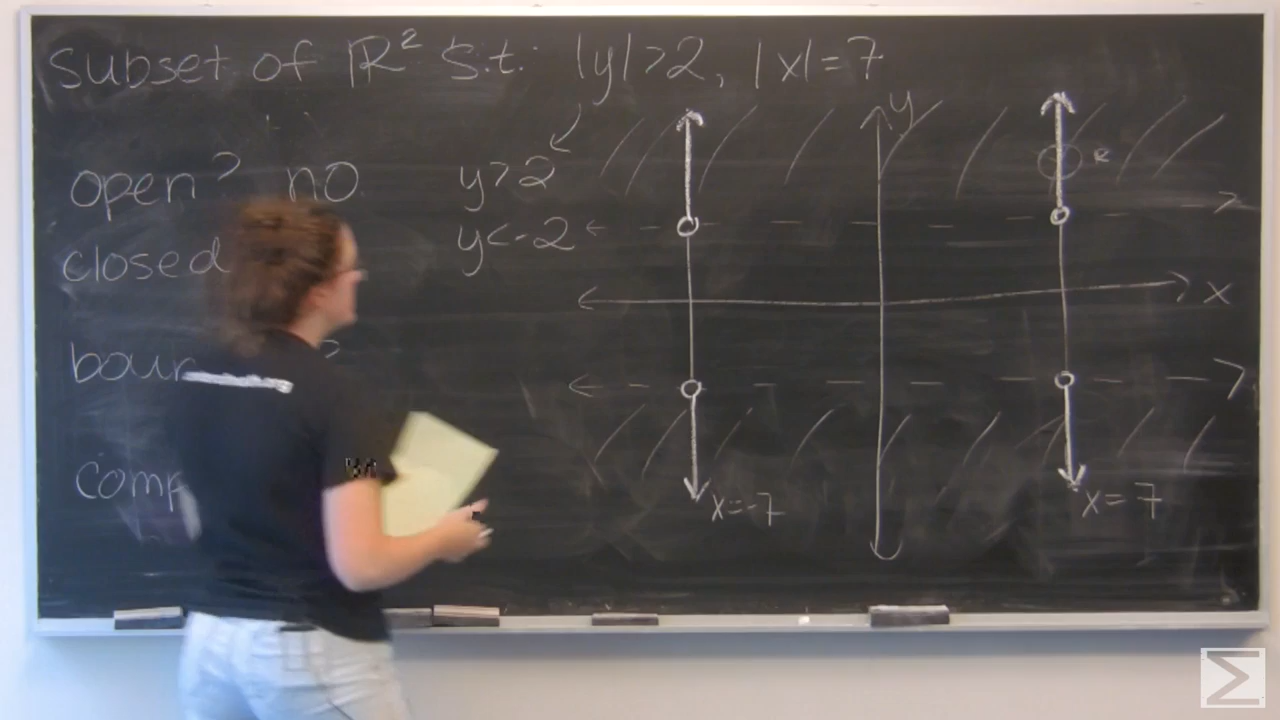 subset of ℝ² s.t. |y|>2, |x|=7
open? no.
y>2
closed
y<-2
y
x
x=-7
x=7
Σ